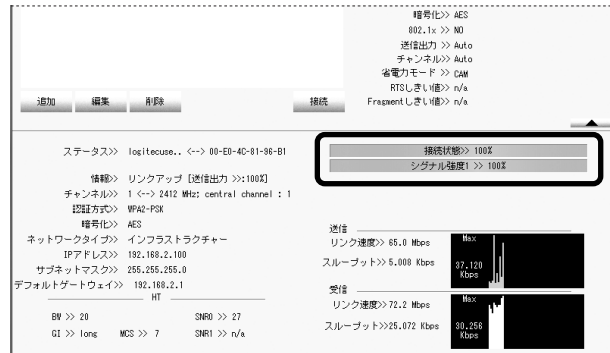 暗号化>> AES
802.1x >> NO
送信出力 >> Auto
チャンネル>> Auto
省電力モード >> CAM
RTSしきい値>> n/a
Fragmentしきい値>> n/a
追加 編集 削除 接続
ステータス>> logitecuse.. <--> 00-E0-4C-81-96-B1
情報>> リンクアップ [送信出力 >>:100%]
チャンネル>> 1 <--> 2412 MHz; central channel : 1
認証方式>> WPA2-PSK
暗号化>> AES
ネットワークタイプ>> インフラストラクチャー
IPアドレス>> 192.168.2.100
サブネットマスク>> 255.255.255.0
デフォルトゲートウェイ>> 192.168.2.1
HT
BW >> 20 SNR0 >> 27
GI >> long MCS >> 7 SNR1 >> n/a
接続状態>> 100%
シグナル強度1 >> 100%
送信
リンク速度>> 65.0 Mbps
スループット>> 5.008 Kbps
Max
37.120
Kbps
受信
リンク速度>> 72.2 Mbps
スループット>>25.072 Kbps
Max
30.256
Kbps